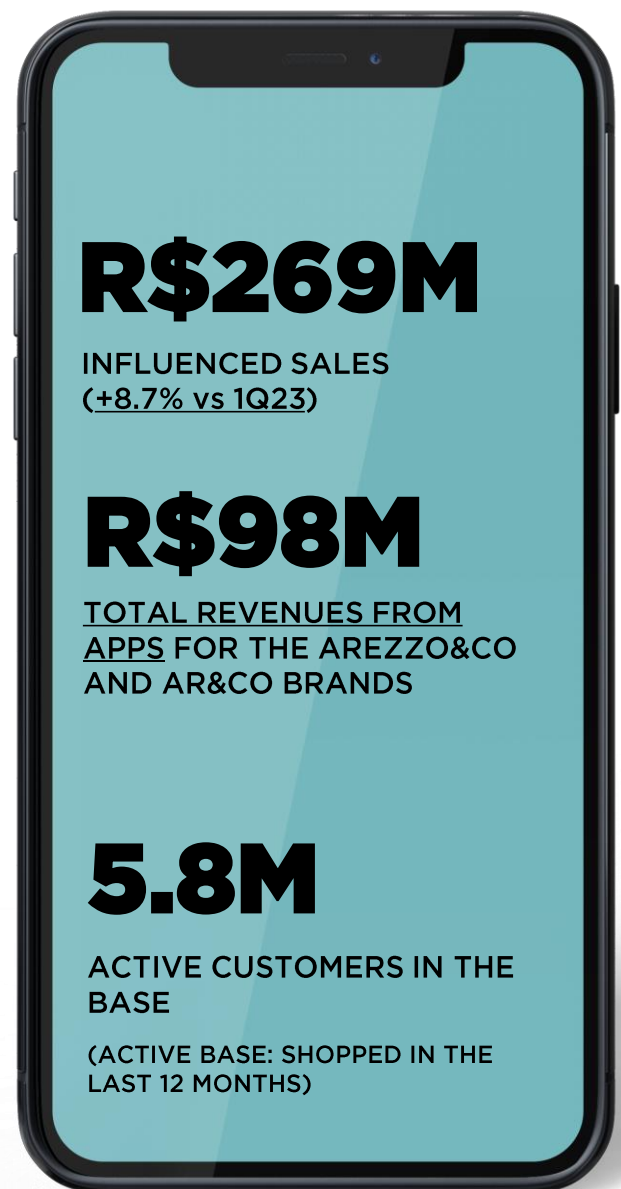 R$269M
INFLUENCED SALES
(+8.7% vs 1Q23)
R$98M
TOTAL REVENUES FROM
APPS FOR THE AREZZO&CO
AND AR&CO BRANDS
5.8M
ACTIVE CUSTOMERS IN THE
BASE
(ACTIVE BASE: SHOPPED IN THE
LAST 12 MONTHS)